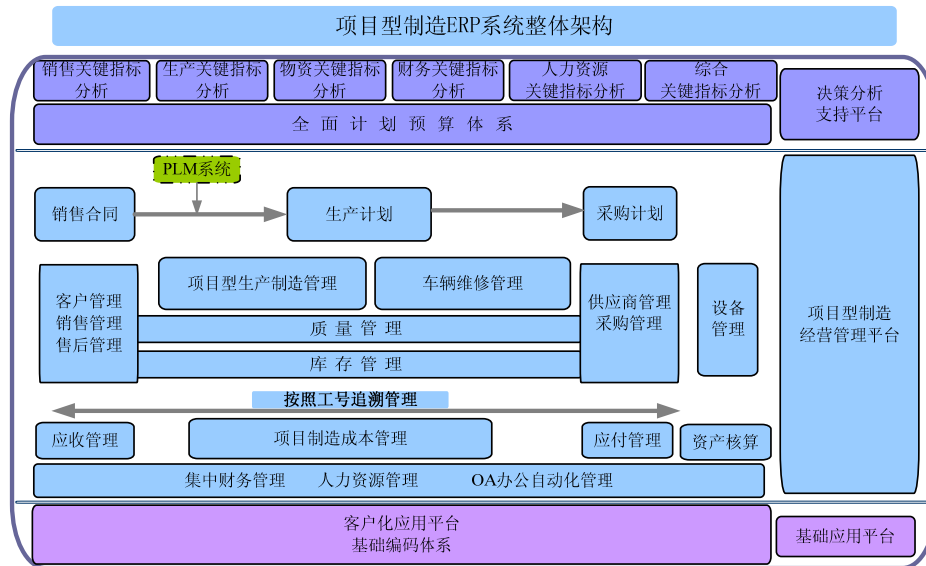 项目型制造ERP系统整体架构
销售关键指标
分析
生产关键指标
分析
物资关键指标
分析
财务关键指标
分析
人力资源
关键指标分析
综合
关键指标分析
决策分析
支持平台
全面计划预算体系
PLM系统
销售合同
生产计划
采购计划
客户管理
销售管理
售后管理
项目型生产制造管理
车辆维修管理
供应商管理
采购管理
设备
管理
项目型制造
经营管理平台
质量管理
库存管理
按照工号追溯管理
应收管理
项目制造成本管理
应付管理
资产核算
集中财务管理 人力资源管理 OA办公自动化管理
客户化应用平台
基础编码体系
基础应用平台